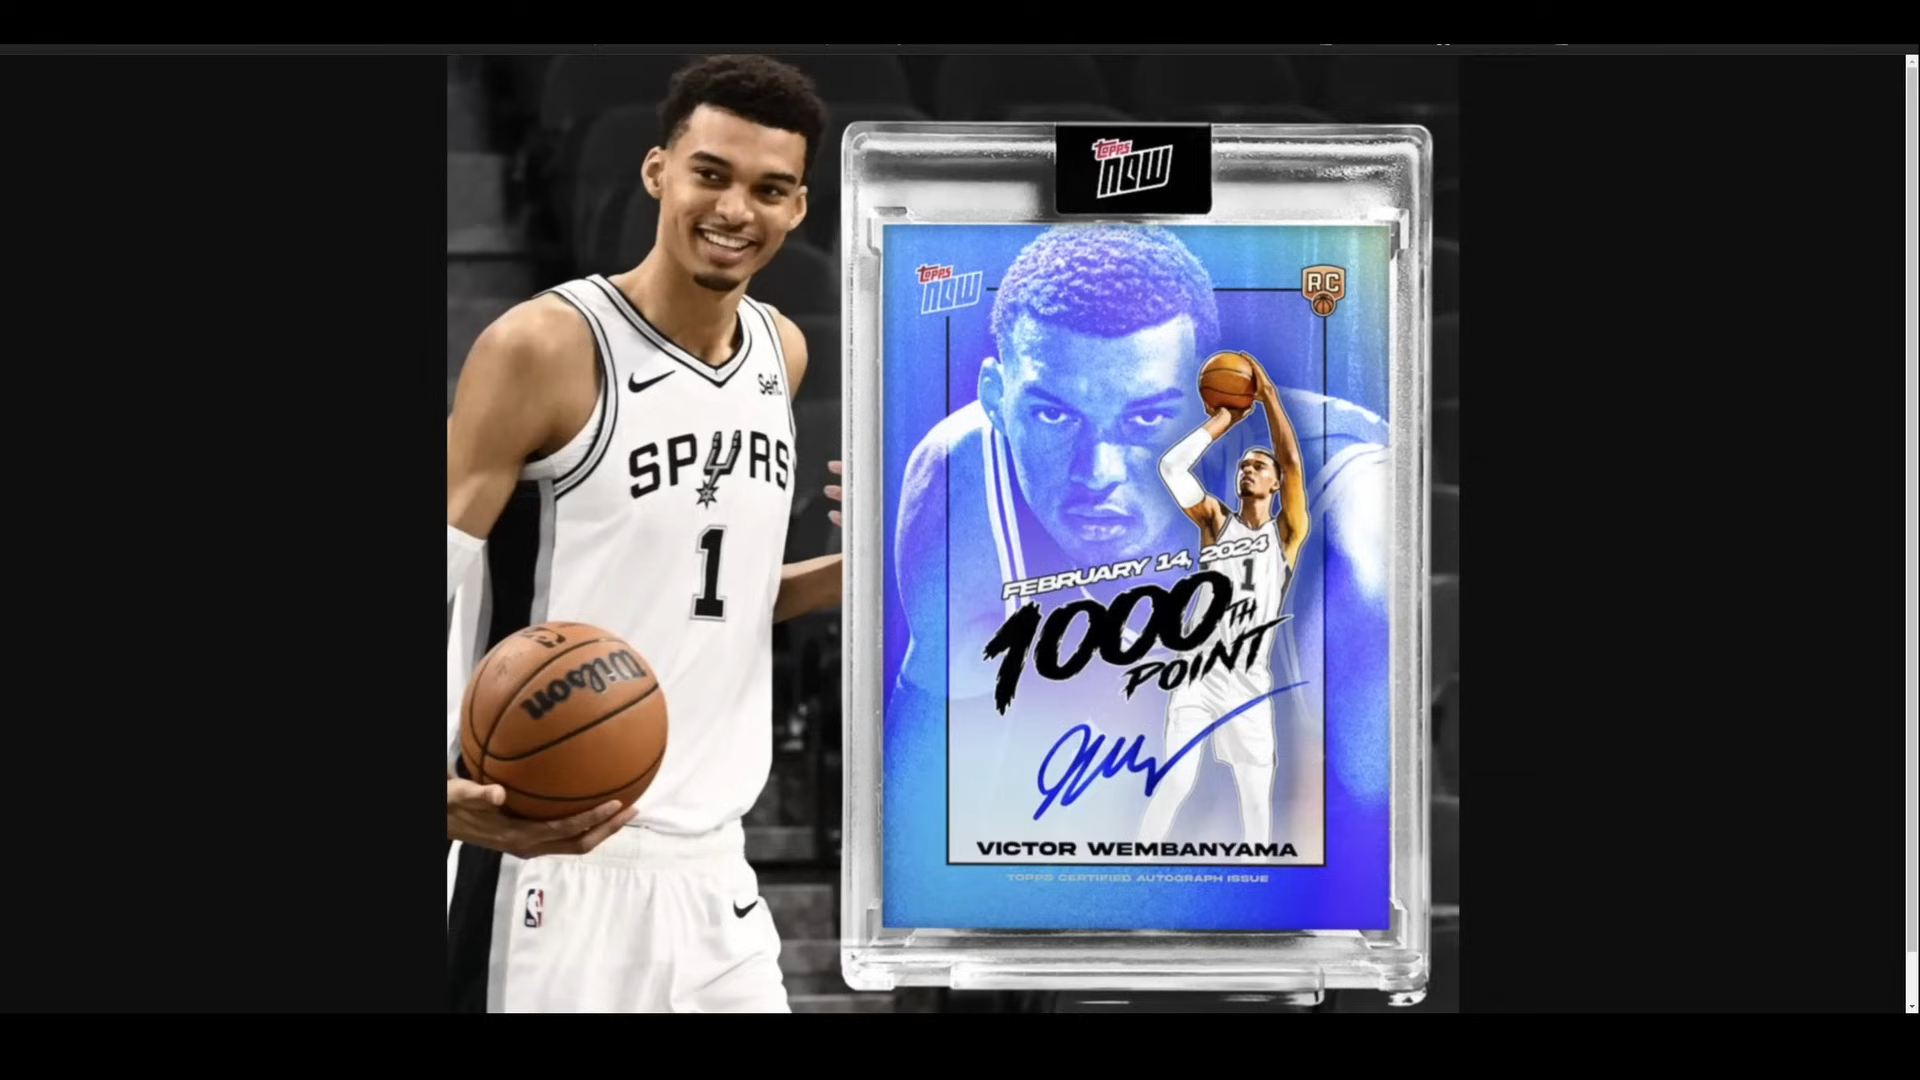 Self.
SPURS
1
Wilson
TOPPS
NOW
TOPPS
NOW
RC
FEBRUARY 14, 2024
1
1000TH
POINT
VICTOR WEMBANYAMA
TOPPS CERTIFIED AUTOGRAPH ISSUE